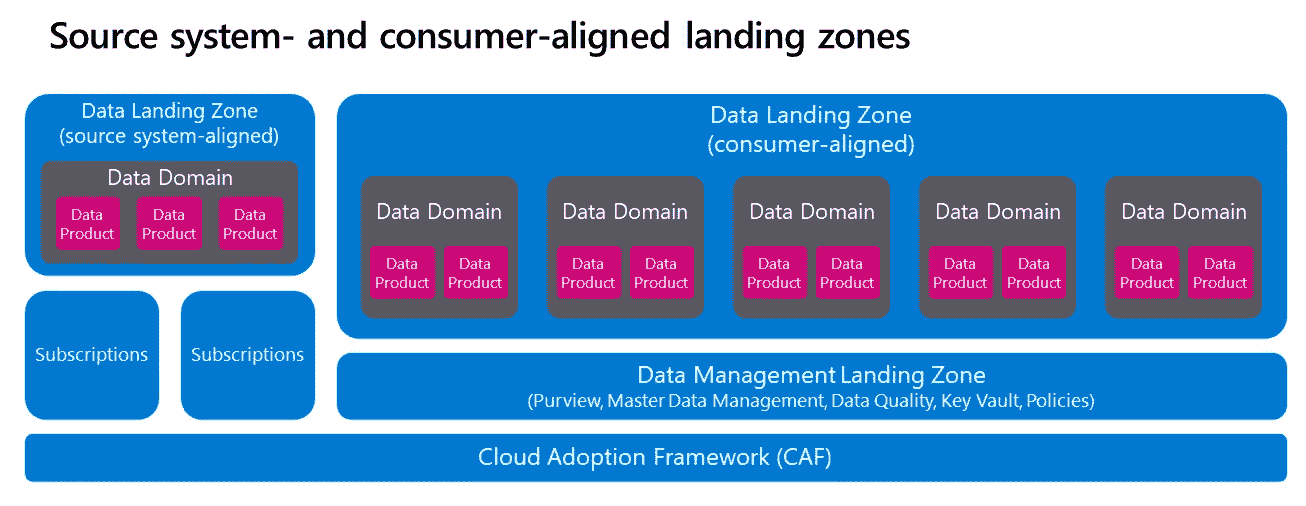 Source system- and consumer-aligned landing zones
Data Landing Zone
(source system-aligned)
Data Domain
Data
Product
Data
Product
Data
Product
Subscriptions
Subscriptions
Data Landing Zone
(consumer-aligned)
Data Domain
Data
Product
Data
Product
Data Domain
Data
Product
Data
Product
Data Domain
Data
Product
Data
Product
Data Domain
Data
Product
Data
Product
Data Domain
Data
Product
Data
Product
Data Management Landing Zone
(Purview, Master Data Management, Data Quality, Key Vault, Policies)
Cloud Adoption Framework (CAF)